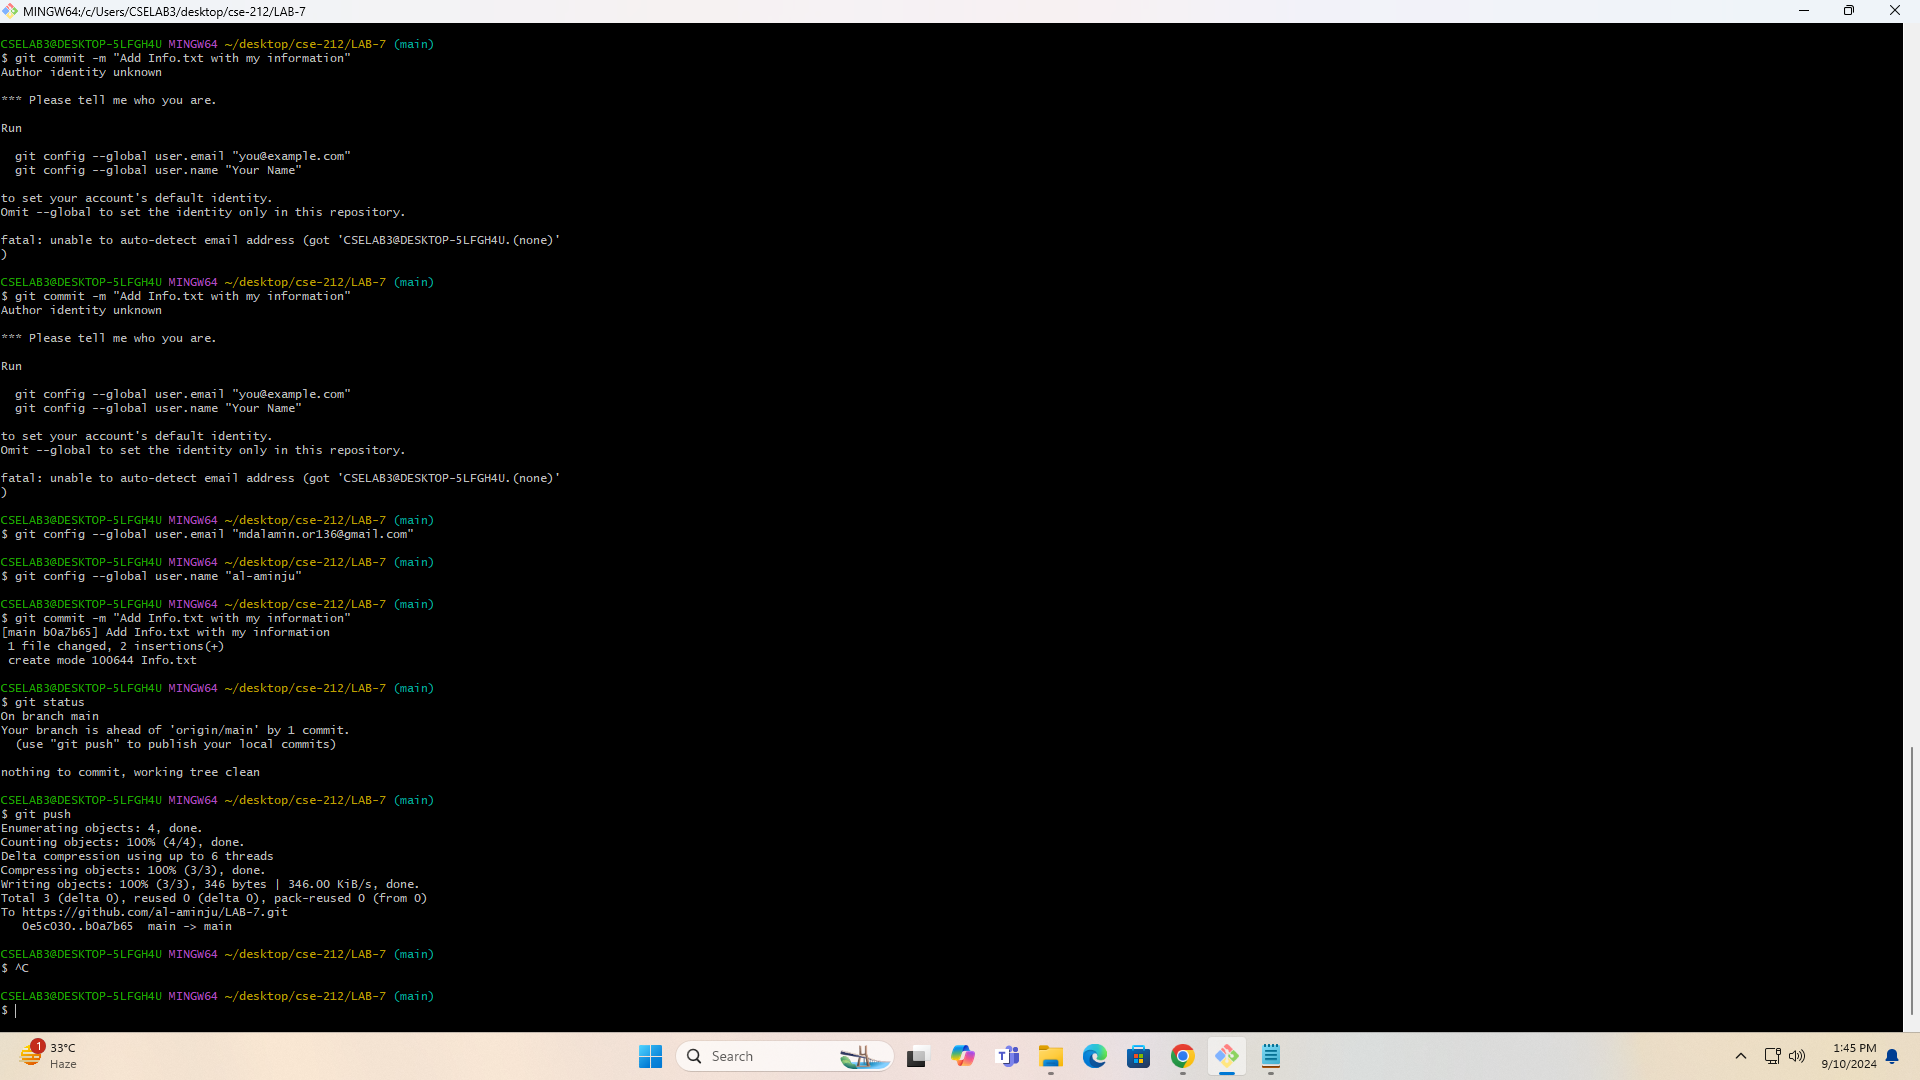 MINGW64:/c/Users/CSELAB3/desktop/cse-212/LAB-7
CSELAB3@DESKTOP-5LFGH4U MINGW64 ~/desktop/cse-212/LAB-7 (main)
$ git commit -m "Add Info.txt with my information"
Author identity unknown
*** Please tell me who you are.
Run
git config --global user.email "you@example.com"
git config --global user.name "Your Name"
to set your account's default identity.
Omit --global to set the identity only in this repository.
fatal: unable to auto-detect email address (got 'CSELAB3@DESKTOP-5LFGH4U.(none)'
)
CSELAB3@DESKTOP-5LFGH4U MINGW64 ~/desktop/cse-212/LAB-7 (main)
$ git commit -m "Add Info.txt with my information"
Author identity unknown
*** Please tell me who you are.
Run
git config --global user.email "you@example.com"
git config --global user.name "Your Name"
to set your account's default identity.
Omit --global to set the identity only in this repository.
fatal: unable to auto-detect email address (got 'CSELAB3@DESKTOP-5LFGH4U.(none)'
)
CSELAB3@DESKTOP-5LFGH4U MINGW64 ~/desktop/cse-212/LAB-7 (main)
$ git config --global user.email "mdalamin.or136@gmail.com"
CSELAB3@DESKTOP-5LFGH4U MINGW64 ~/desktop/cse-212/LAB-7 (main)
$ git config --global user.name "al-aminju"
CSELAB3@DESKTOP-5LFGH4U MINGW64 ~/desktop/cse-212/LAB-7 (main)
$ git commit -m "Add Info.txt with my information"
[main b0a7b65] Add Info.txt with my information
1 file changed, 2 insertions(+)
create mode 100644 Info.txt
CSELAB3@DESKTOP-5LFGH4U MINGW64 ~/desktop/cse-212/LAB-7 (main)
$ git status
On branch main
Your branch is ahead of 'origin/main' by 1 commit.
(use "git push" to publish your local commits)
nothing to commit, working tree clean
CSELAB3@DESKTOP-5LFGH4U MINGW64 ~/desktop/cse-212/LAB-7 (main)
$ git push
Enumerating objects: 4, done.
Counting objects: 100% (4/4), done.
Delta compression using up to 6 threads
Compressing objects: 100% (3/3), done.
Writing objects: 100% (3/3), 346 bytes | 346.00 KiB/s, done.
Total 3 (delta 0), reused 0 (delta 0), pack-reused 0 (from 0)
To https://github.com/al-aminju/LAB-7.git
0e5c030..b0a7b65  main -> main
CSELAB3@DESKTOP-5LFGH4U MINGW64 ~/desktop/cse-212/LAB-7 (main)
$ ^C
CSELAB3@DESKTOP-5LFGH4U MINGW64 ~/desktop/cse-212/LAB-7 (main)
$
1
33°C
Haze
Search
1:45 PM
9/10/2024